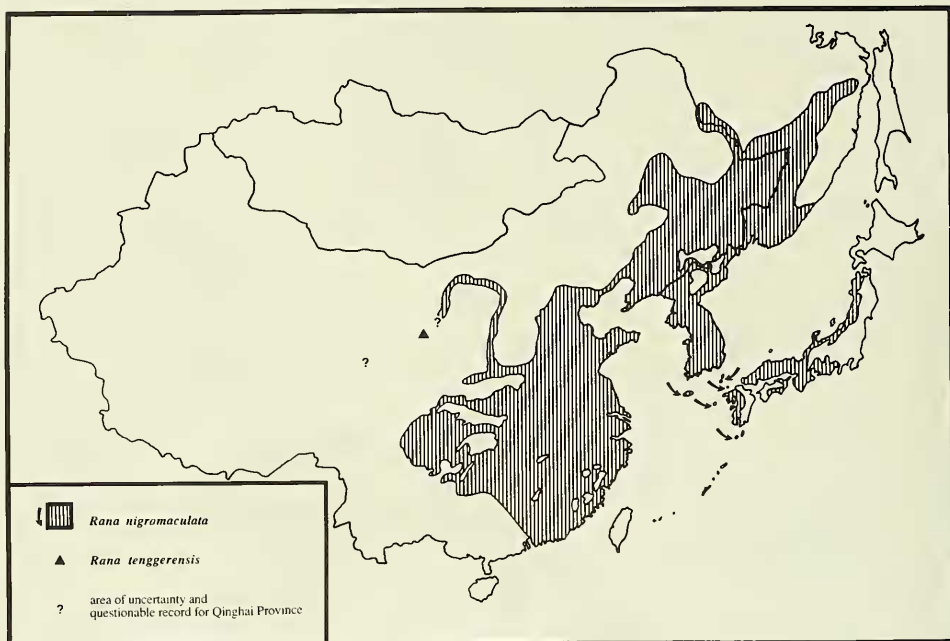 ?
?
Rana nigromaculata
Rana tenggerensis
area of uncertainty and
? questionable record for Qinghai Province